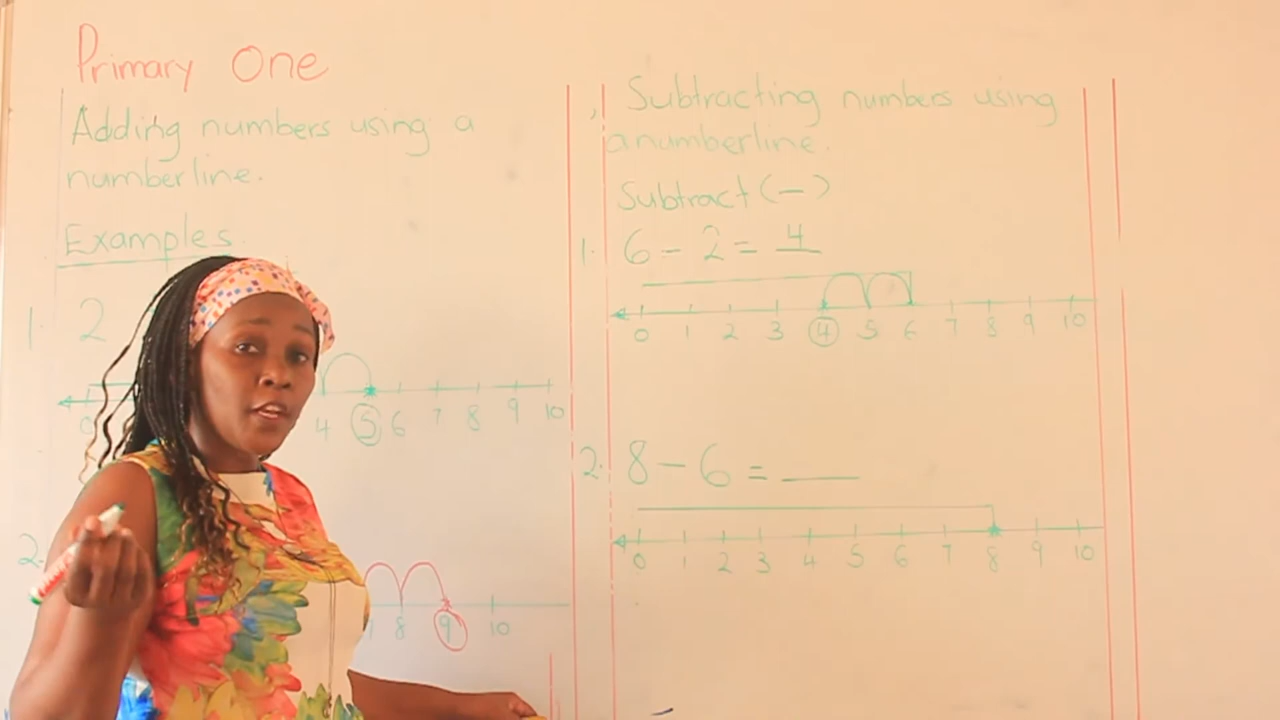 Primary One
Adding numbers using a
numberline.
Examples
1. 2
4 5 6 7 8 9 10
2.
8 9 10
Subtracting numbers using
anumberline.
Subtract (-)
1. 6 - 2 = 4
0 1 2 3 4 5 6 7 8 9 10
2. 8 - 6 = ___
0 1 2 3 4 5 6 7 8 9 10